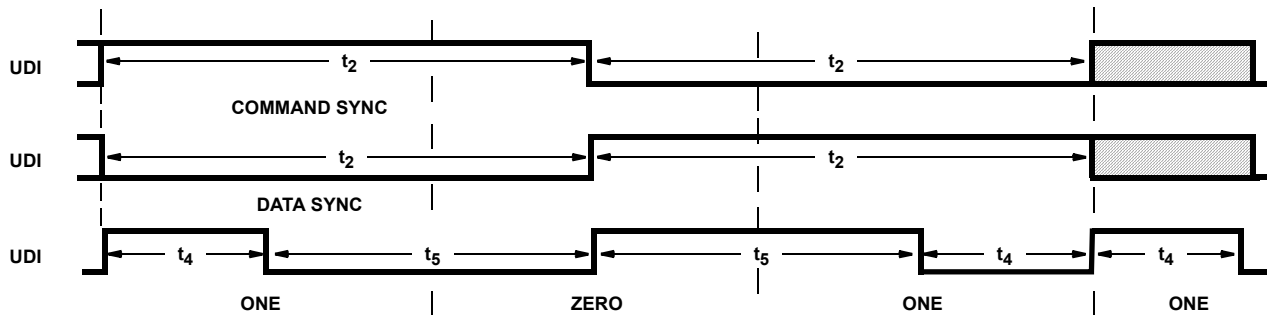 UDI t₂ t₂
COMMAND SYNC
UDI t₂ t₂
DATA SYNC
UDI t₄ t₅ t₅ t₄ t₄
ONE ZERO ONE ONE